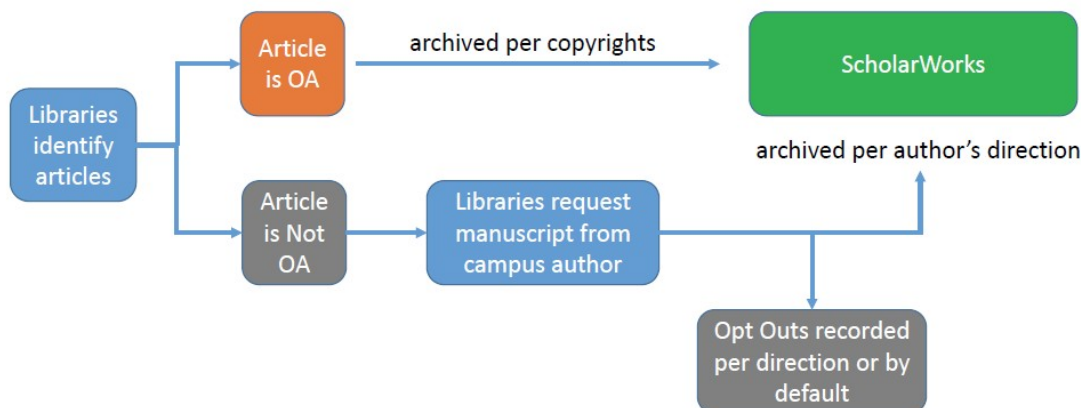 Libraries
identify
articles
Article
is OA
archived per copyrights
ScholarWorks
Article
is Not
OA
Libraries request
manuscript from
campus author
archived per author’s direction
Opt Outs recorded
per direction or by
default